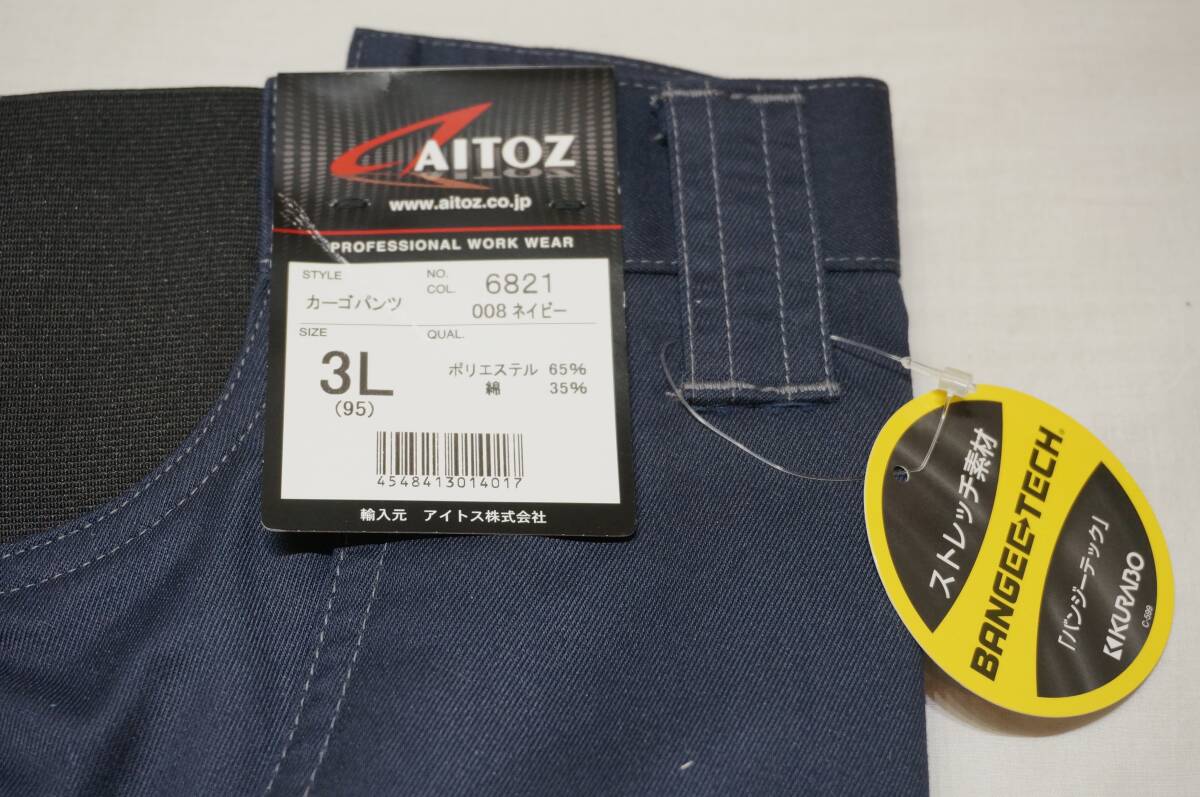 AITOZ
www.aitoz.co.jp
PROFESSIONAL WORK WEAR
STYLE
カーゴパンツ
NO.
COL.
6821
008 ネイビー
SIZE
3L
(95)
QUAL.
ポリエステル 65%
綿 35%
4548413014017
輸入元 アイトス株式会社
ストレッチ素材
BANGEE-TECH®
「バンジーテック」
KURABO
C-599